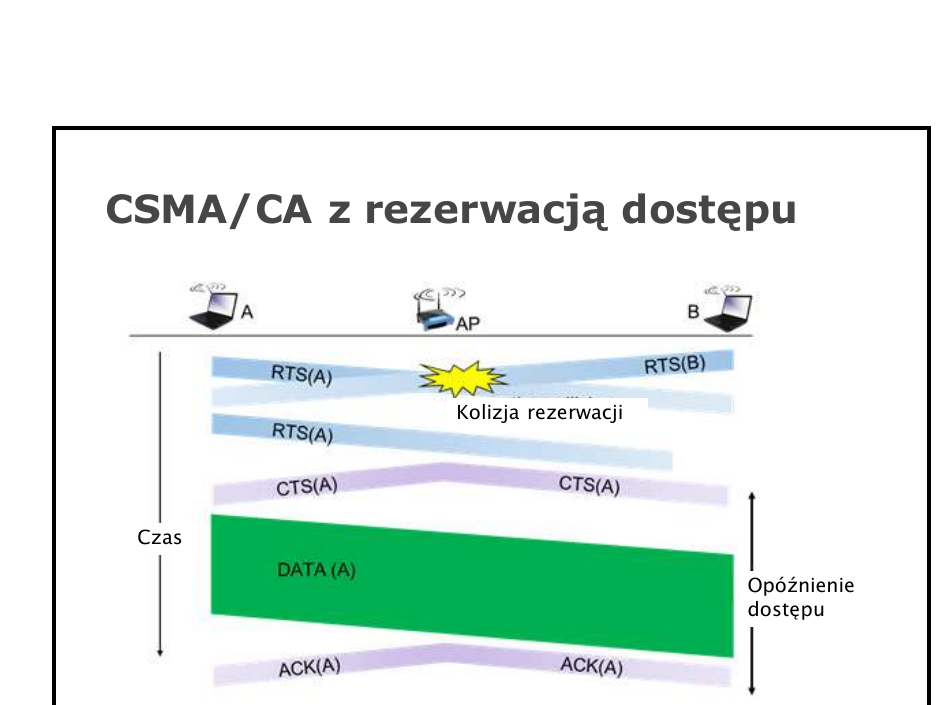 CSMA/CA z rezerwacją dostępu
A
AP
B
RTS(A)
RTS(B)
Kolizja rezerwacji
RTS(A)
CTS(A)
CTS(A)
Czas
DATA (A)
Opóźnienie
dostępu
ACK(A)
ACK(A)